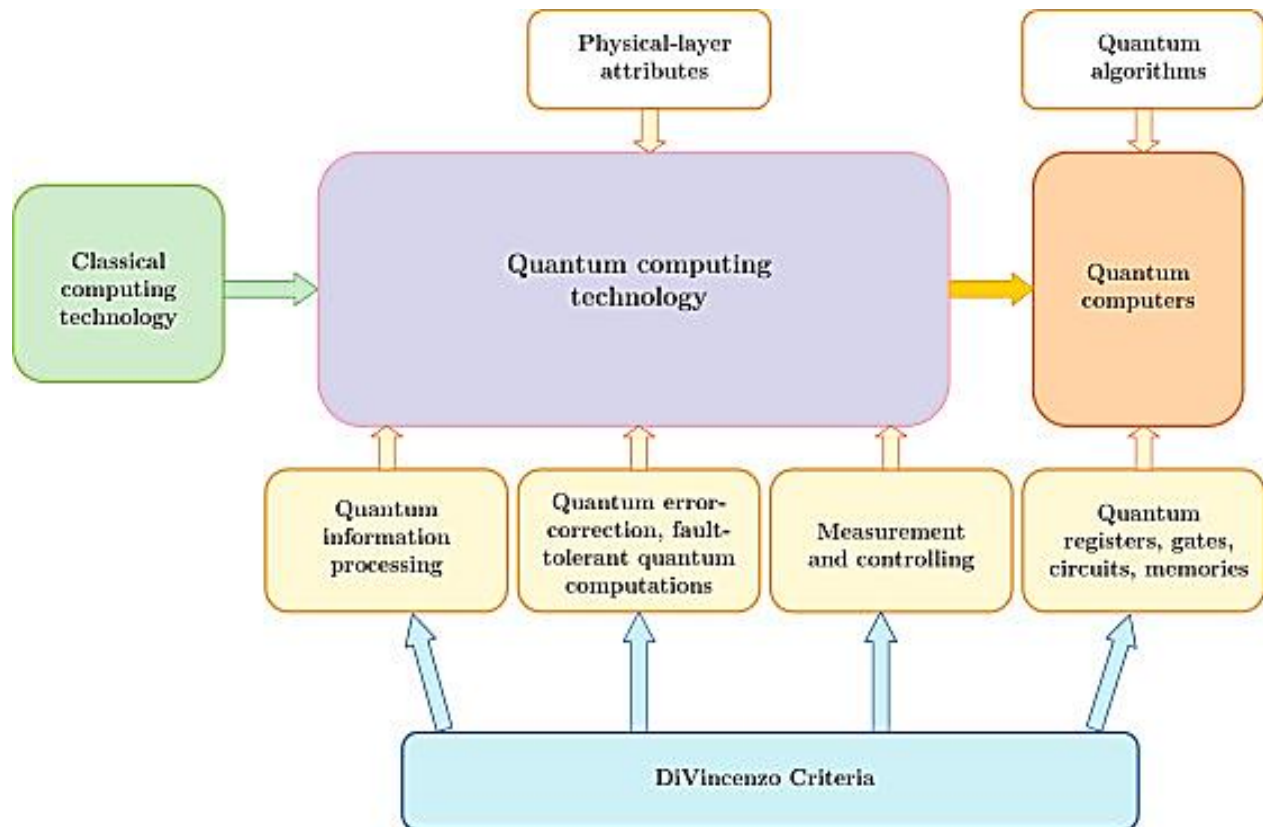 Physical-layer
attributes
Quantum
algorithms
Classical
computing
technology
Quantum computing
technology
Quantum
computers
Quantum
information
processing
Quantum error-
correction, fault-
tolerant quantum
computations
Measurement
and controlling
Quantum
registers, gates,
circuits, memories
DiVincenzo Criteria